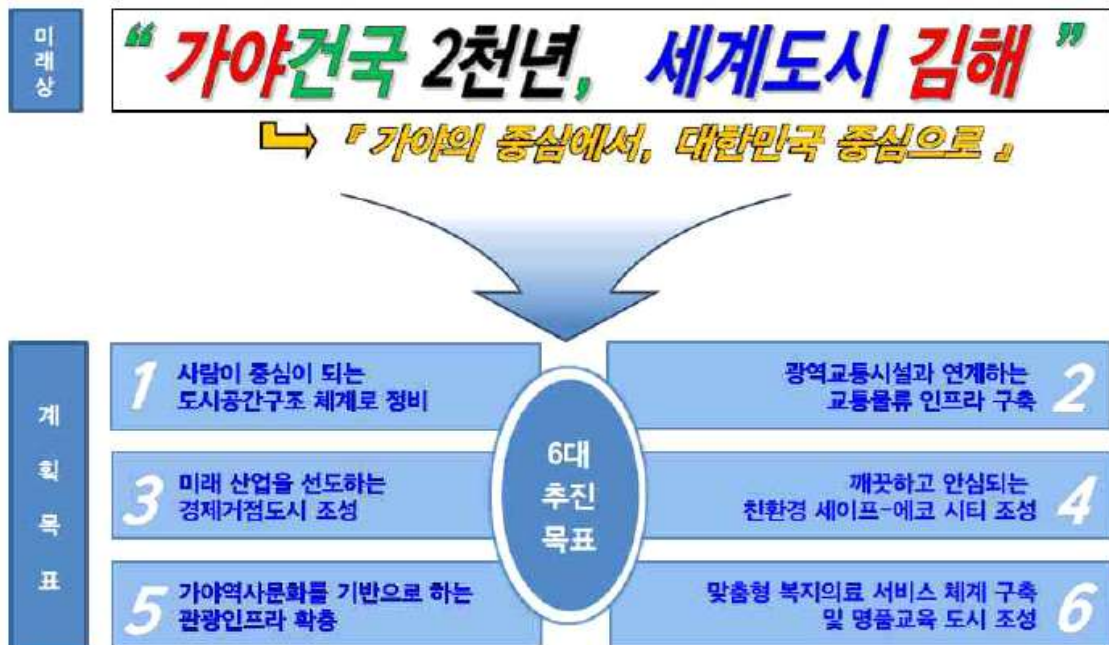 미래상
“ 가야건국 2천년, 세계도시 김해 ”
『 가야의 중심에서, 대한민국 중심으로 』
계획목표
6대
추진
목표
1 사람이 중심이 되는
도시공간구조 체계로 정비
2 광역교통시설과 연계하는
교통물류 인프라 구축
3 미래 산업을 선도하는
경제거점도시 조성
4 깨끗하고 안심되는
친환경 세이프-에코 시티 조성
5 가야역사문화를 기반으로 하는
관광인프라 확충
6 맞춤형 복지의료 서비스 체계 구축
및 명품교육 도시 조성